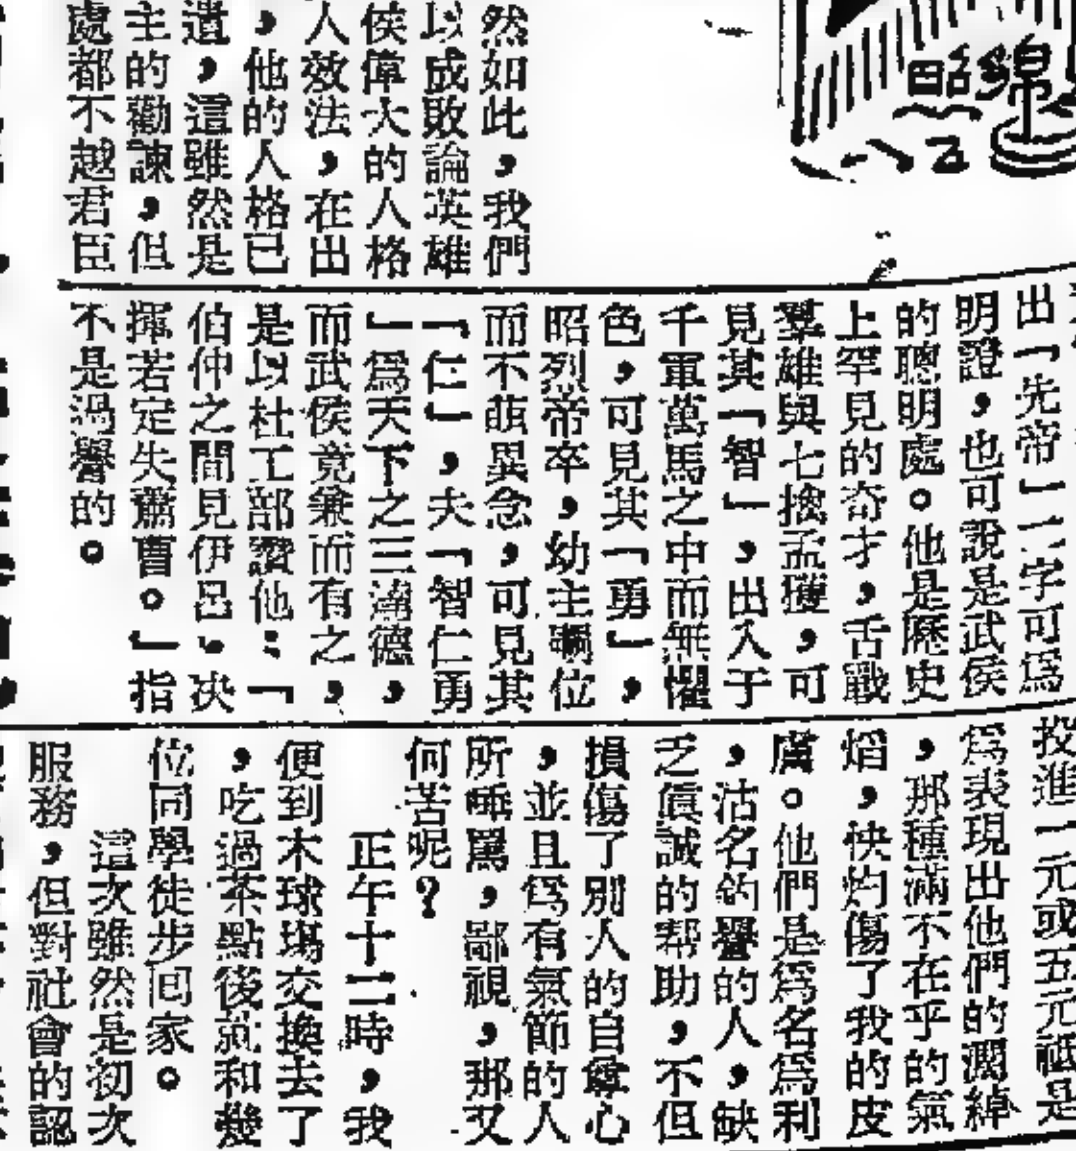 然如此，我們
以成敗論英雄
侯偉大的人格
人效法，在出
，他的人格已
遺，這雖然是
主的勸諫，但
處都不越君臣
出「先帝」二字可爲
明證，也可說是武侯
的聰明處。他是歷史
上罕見的奇才，舌戰
羣雄與七擒孟獲，可
見其「智」，出入于
千軍萬馬之中而無懼
色，可見其「勇」，
昭烈帝卒，幼主嗣位
而不萌異念，可見其
「仁」，夫「智仁勇
」爲天下之三達德，
而武侯竟兼而有之，
是以杜工部讚他：「
伯仲之間見伊呂，決
揮若定失蕭曹。」指
不是過譽的。
投進一元或五元祗是
爲表現出他們的濶綽
，那種滿不在乎的氣
焰，快灼傷了我的皮
膚。他們是爲名爲利
，沽名釣譽的人，缺
乏眞誠的帮助，不但
損傷了別人的自尊心
，並且爲有氣節的人
所唾罵，鄙視，那又
何苦呢？
正午十二時，我
便到木球塲交換去了
，吃過茶點後就和幾
位同學徒步回家。
這次雖然是初次
服務，但對社會的認